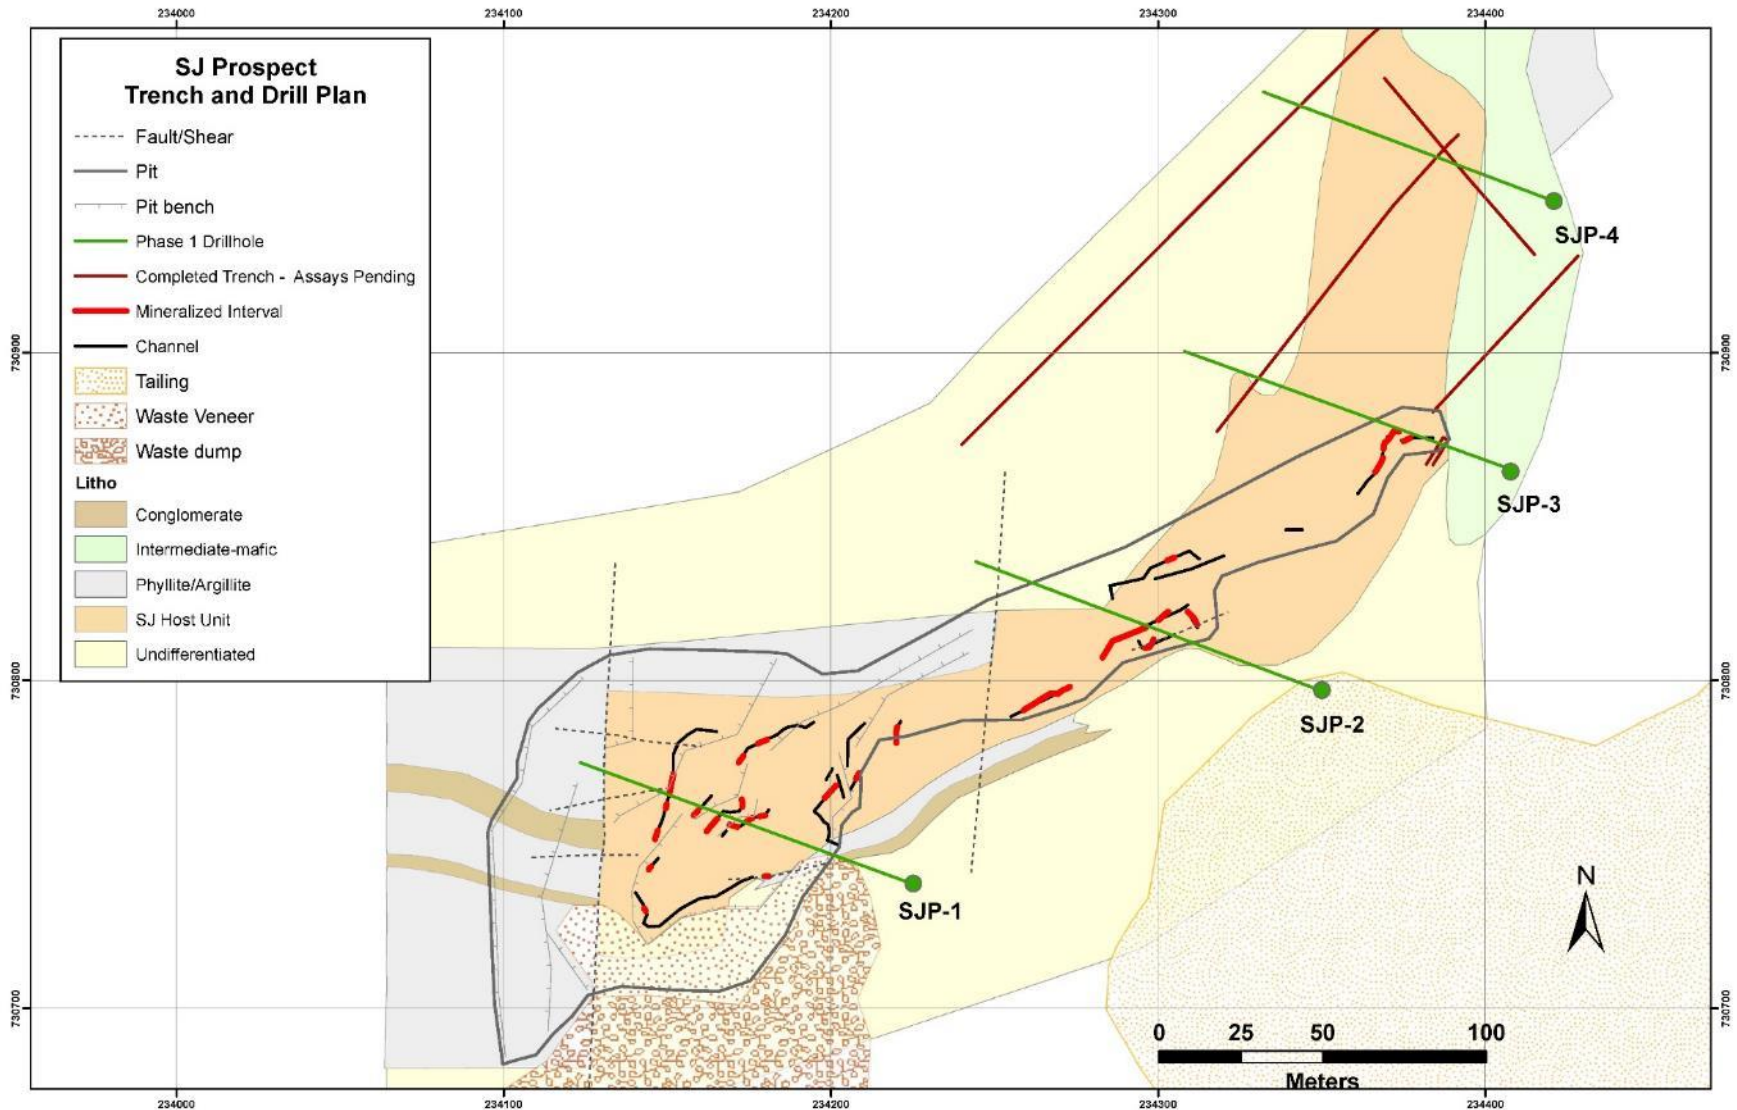 234000
234100
234200
234300
234400
SJ Prospect
Trench and Drill Plan
Fault/Shear
Pit
Pit bench
Phase 1 Drillhole
Completed Trench - Assays Pending
Mineralized Interval
Channel
Tailing
Waste Veneer
Waste dump
Litho
Conglomerate
Intermediate-mafic
Phyllite/Argillite
SJ Host Unit
Undifferentiated
SJP-4
730900
730900
SJP-3
730800
730800
SJP-2
N
SJP-1
730700
730700
0 25 50 100
Meters
234000
234100
234200
234300
234400